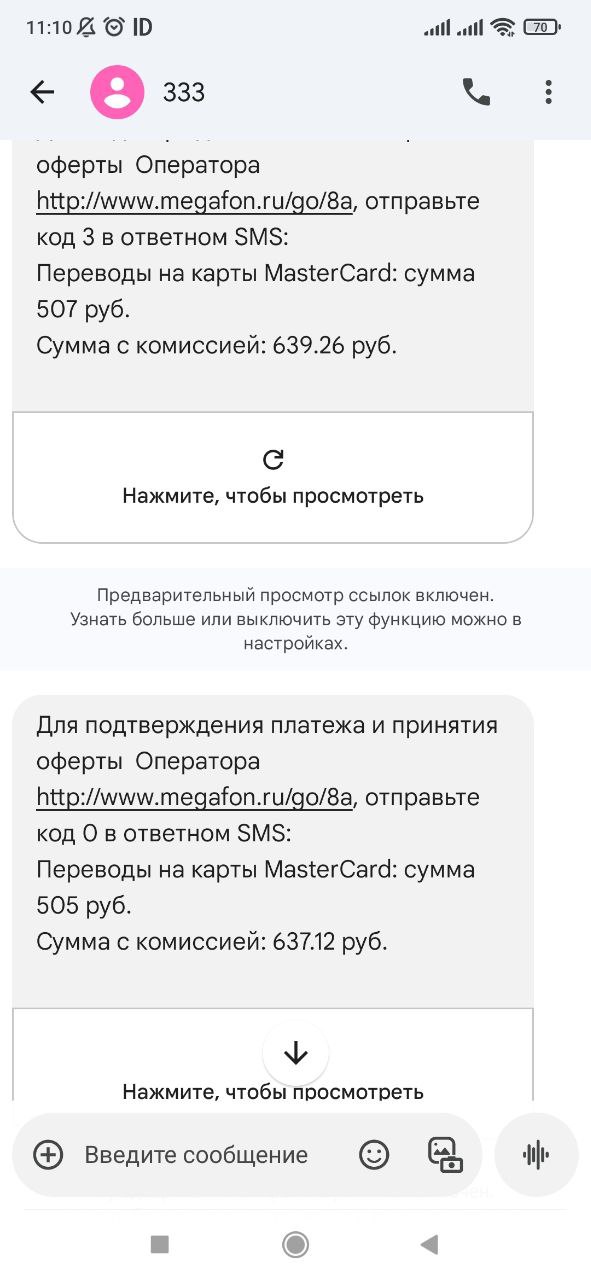 11:10 ID 70
333
оферты Оператора
http://www.megafon.ru/go/8a, отправьте
код 3 в ответном SMS:
Переводы на карты MasterCard: сумма
507 руб.
Сумма с комиссией: 639.26 руб.
Нажмите, чтобы просмотреть
Предварительный просмотр ссылок включен.
Узнать больше или выключить эту функцию можно в
настройках.
Для подтверждения платежа и принятия
оферты Оператора
http://www.megafon.ru/go/8a, отправьте
код 0 в ответном SMS:
Переводы на карты MasterCard: сумма
505 руб.
Сумма с комиссией: 637.12 руб.
Нажмите, чтобы просмотреть
Введите сообщение